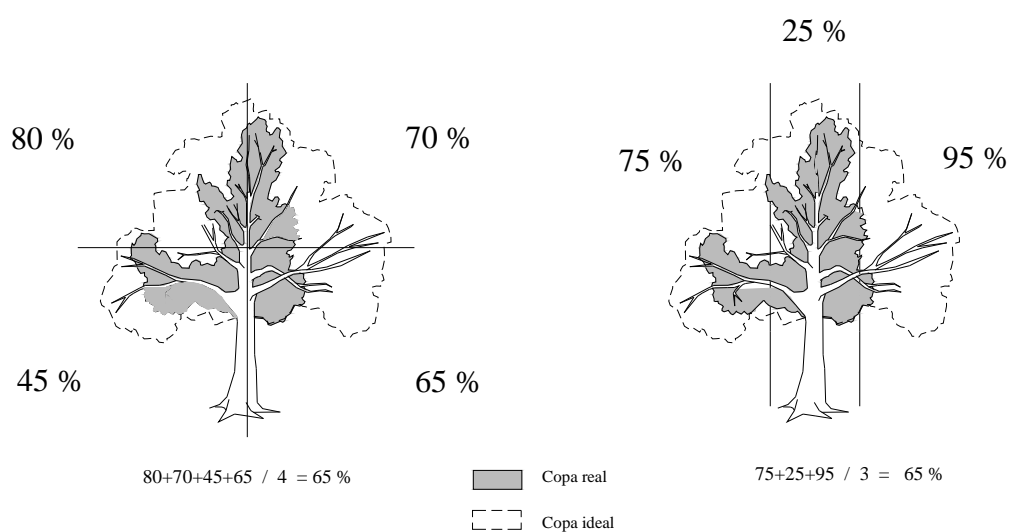 25 %
80 %
70 %
75 %
95 %
45 %
65 %
80+70+45+65 / 4 = 65 %
75+25+95 / 3 = 65 %
Copa real
Copa ideal